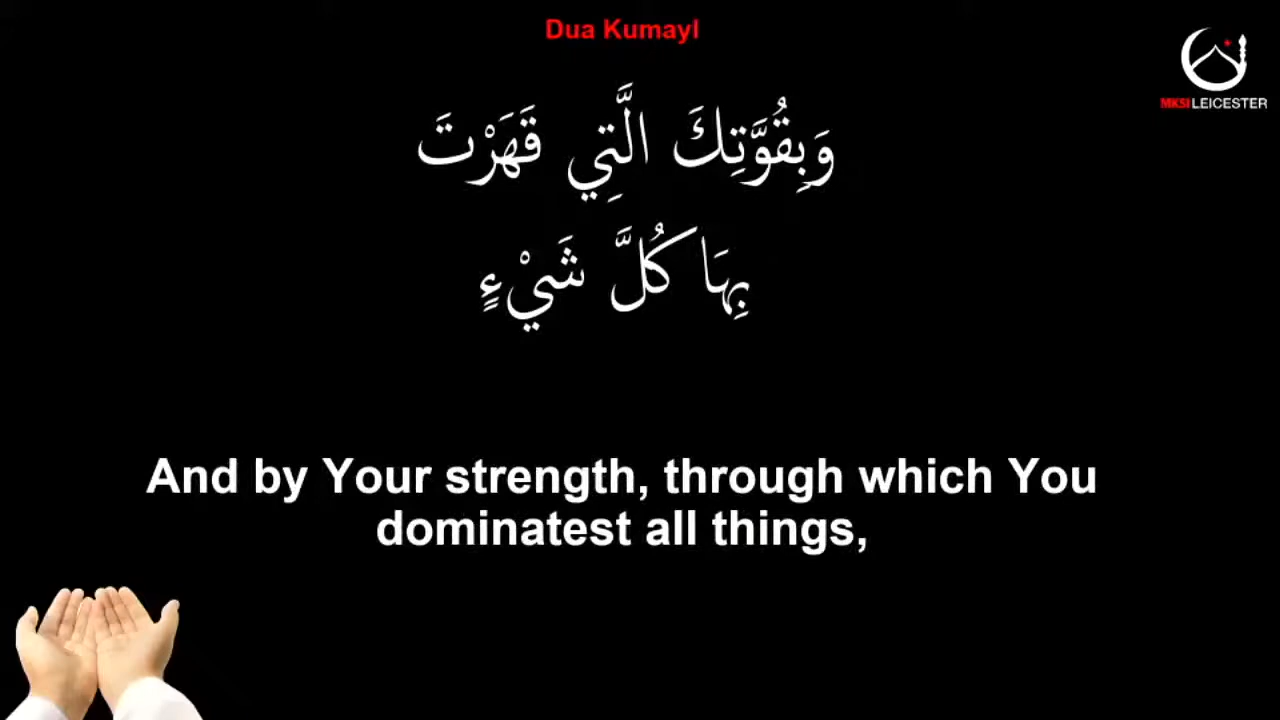 Dua Kumayl
MKSI LEICESTER
وَبِقُوَّتِكَ الَّتِي قَهَرْتَ
بِهَا كُلَّ شَيْءٍ
And by Your strength, through which You
dominatest all things,